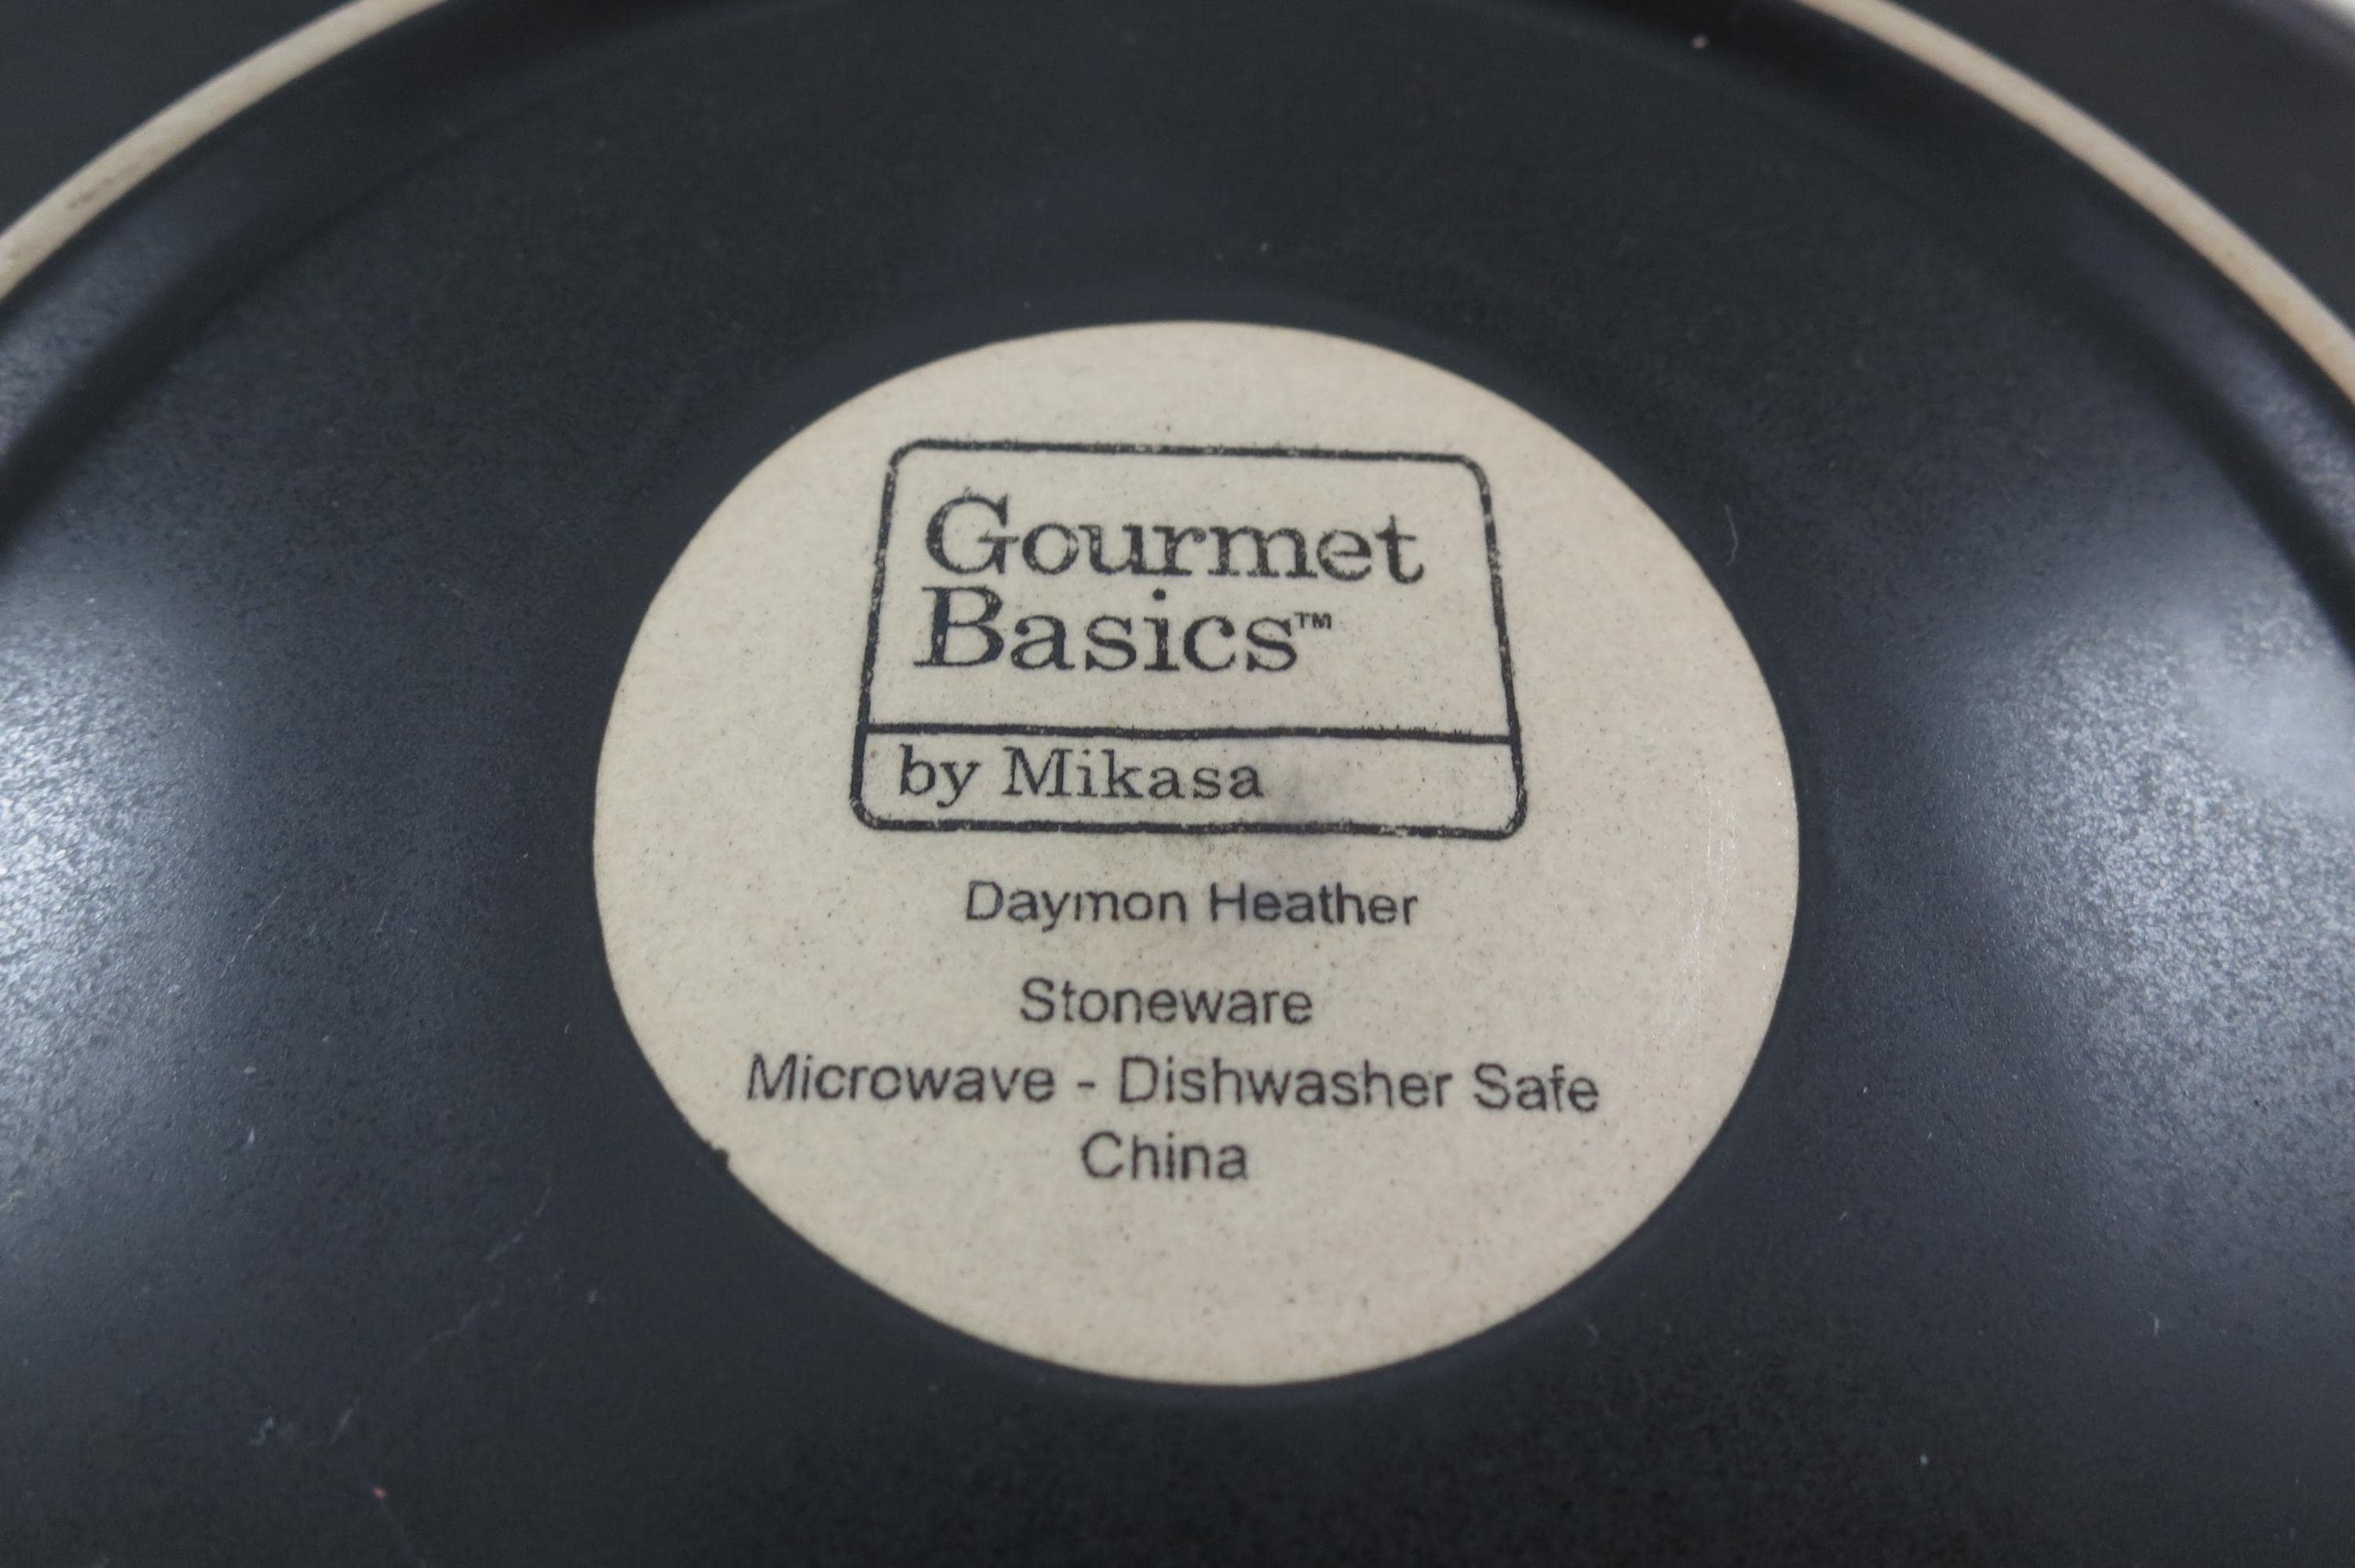 Gourmet
Basics™
by Mikasa
Daymon Heather
Stoneware
Microwave - Dishwasher Safe
China